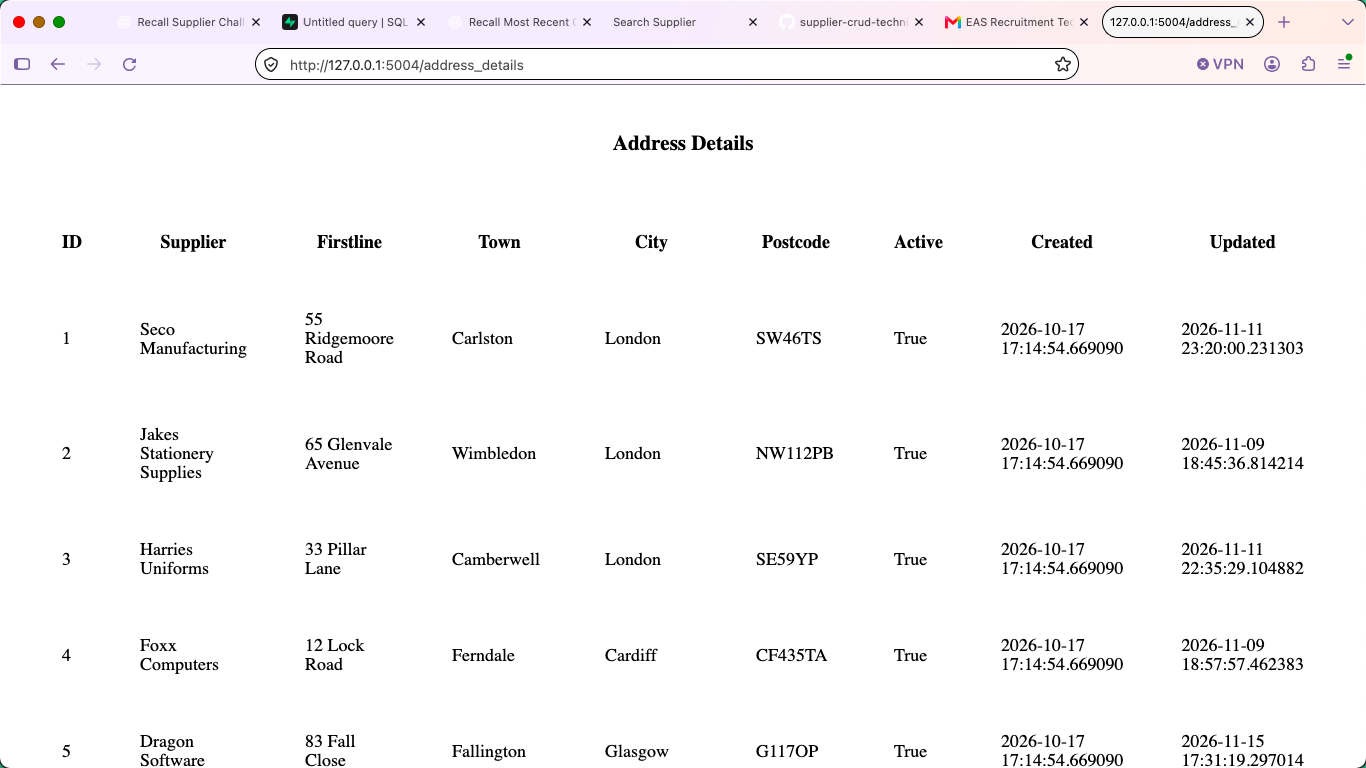 Recall Supplier Chall
Untitled query | SQL
Recall Most Recent
Search Supplier
supplier-crud-techni
EAS Recruitment Tec
127.0.0.1:5004/address_
http://127.0.0.1:5004/address_details
VPN
Address Details
ID Supplier Firstline Town City Postcode Active Created Updated
1 Seco Manufacturing 55 Ridgemoore Road Carlston London SW46TS True 2026-10-17 17:14:54.669090 2026-11-11 23:20:00.231303
2 Jakes Stationery Supplies 65 Glenvale Avenue Wimbledon London NW112PB True 2026-10-17 17:14:54.669090 2026-11-09 18:45:36.814214
3 Harries Uniforms 33 Pillar Lane Camberwell London SE59YP True 2026-10-17 17:14:54.669090 2026-11-11 22:35:29.104882
4 Foxx Computers 12 Lock Road Ferndale Cardiff CF435TA True 2026-10-17 17:14:54.669090 2026-11-09 18:57:57.462383
5 Dragon Software 83 Fall Close Fallington Glasgow G117OP True 2026-10-17 17:14:54.669090 2026-11-15 17:31:19.297014